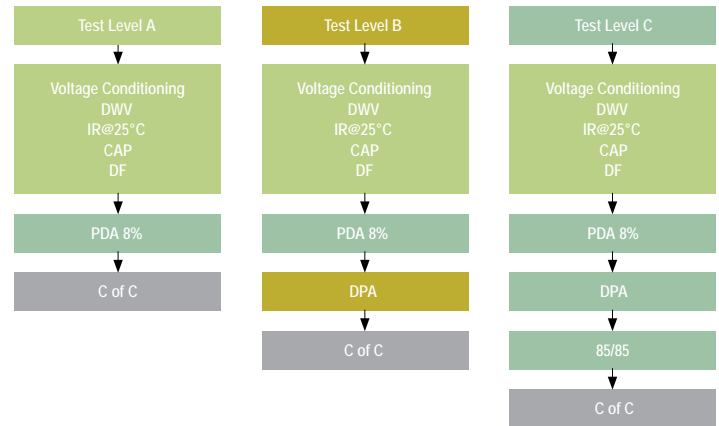 Test Level A
Voltage Conditioning
DWV
IR@25°C
CAP
DF
PDA 8%
C of C
Test Level B
Voltage Conditioning
DWV
IR@25°C
CAP
DF
PDA 8%
DPA
C of C
Test Level C
Voltage Conditioning
DWV
IR@25°C
CAP
DF
PDA 8%
DPA
85/85
C of C